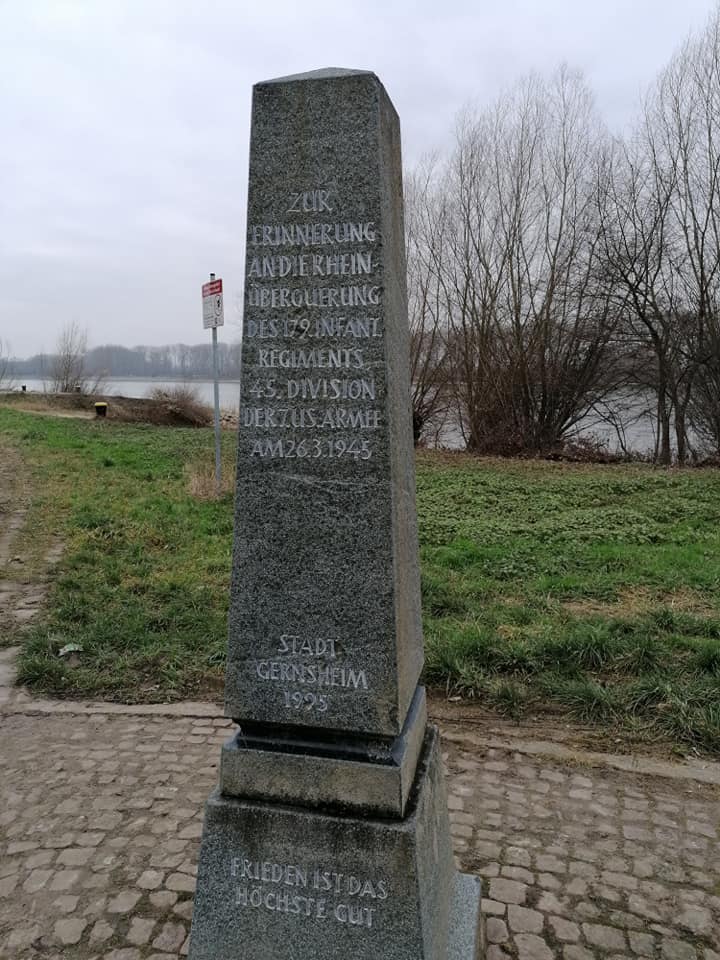 ZUR
ERINNERUNG
AN DIE RHEIN-
ÜBERQUERUNG
DES 179. INFANT.
REGIMENTS
45. DIVISION
DER 7. US. ARMEE
AM 26.3.1945
STADT
GERNSHEIM
1995
FRIEDEN IST DAS
HÖCHSTE GUT